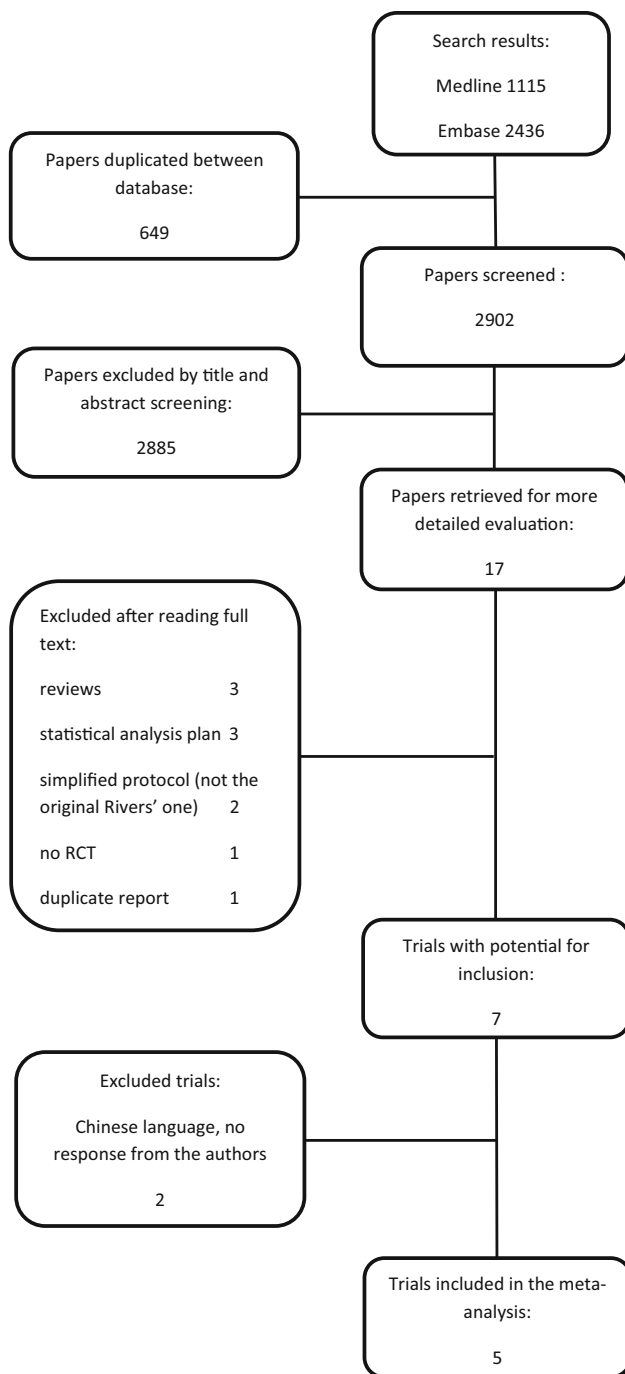 Search results:
Medline 1115
Embase 2436
Papers duplicated between
database:
649
Papers screened :
2902
Papers excluded by title and
abstract screening:
2885
Papers retrieved for more
detailed evaluation:
17
Excluded after reading full
text:
reviews 3
statistical analysis plan 3
simplified protocol (not the
original Rivers’ one) 2
no RCT 1
duplicate report 1
Trials with potential for
inclusion:
7
Excluded trials:
Chinese language, no
response from the authors
2
Trials included in the meta-
analysis:
5